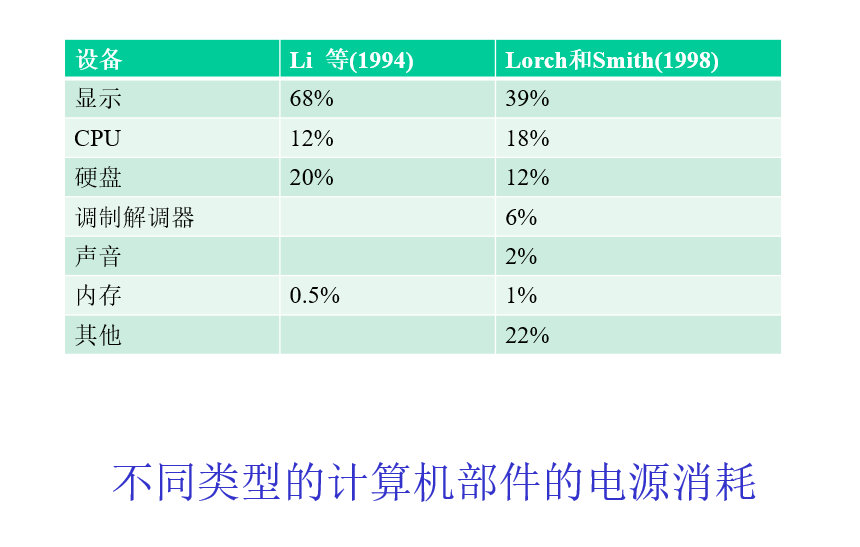 设备 Li 等(1994) Lorch和Smith(1998)
显示 68% 39%
CPU 12% 18%
硬盘 20% 12%
调制解调器 6%
声音 2%
内存 0.5% 1%
其他 22%
不同类型的计算机部件的电源消耗